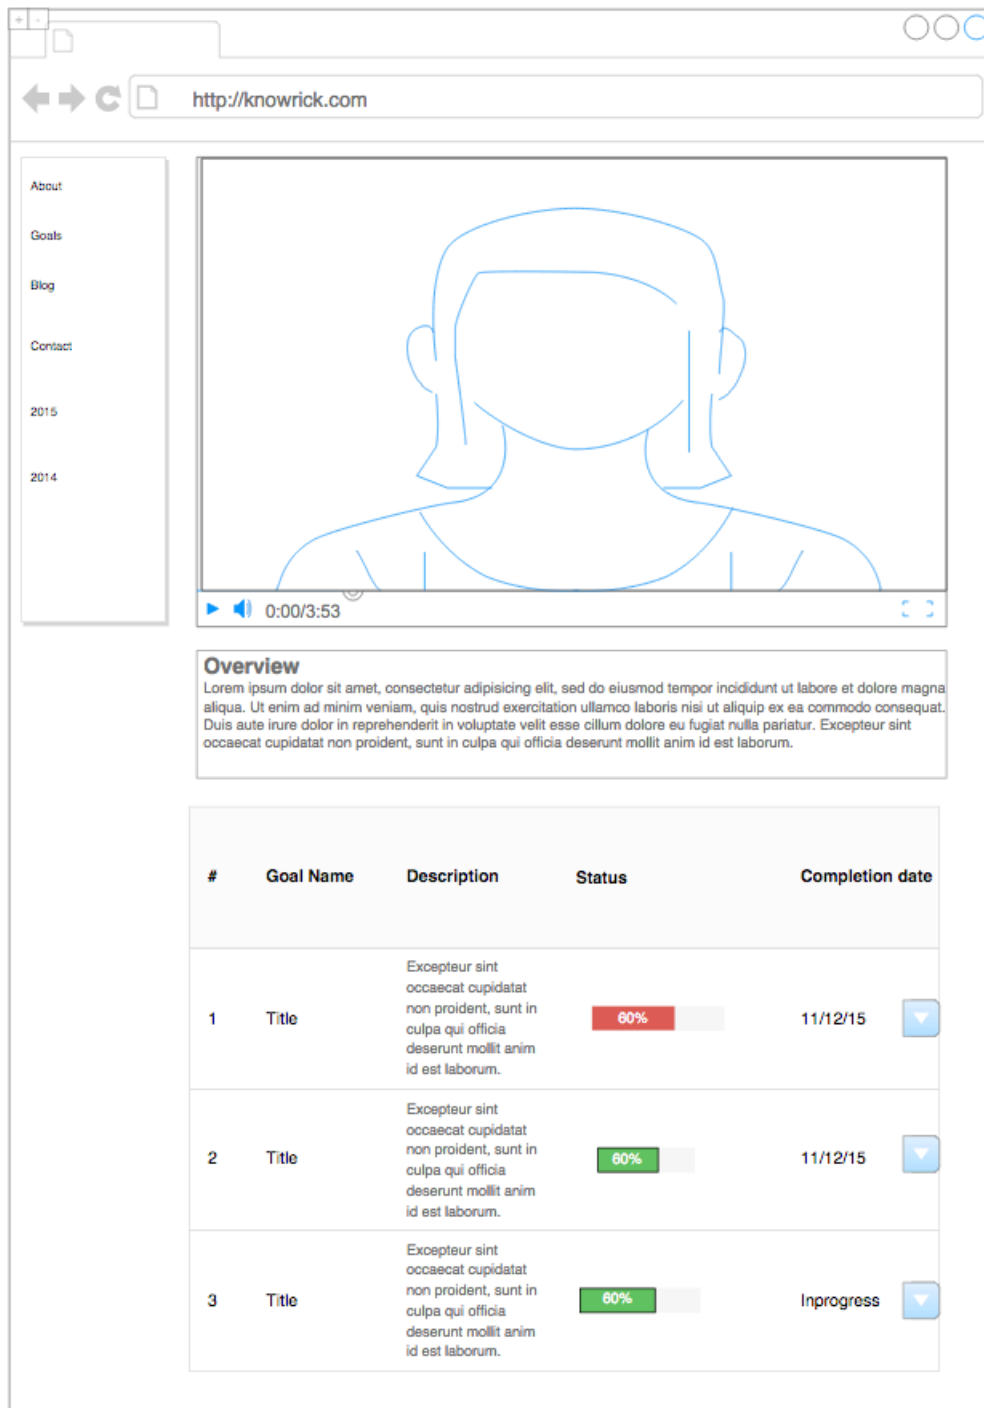 http://knowrick.com
About
Goals
Blog
Contact
2015
2014
0:00/3:53
Overview
Lorem ipsum dolor sit amet, consectetur adipisicing elit, sed do eiusmod tempor incididunt ut labore et dolore magna
aliqua. Ut enim ad minim veniam, quis nostrud exercitation ullamco laboris nisi ut aliquip ex ea commodo consequat.
Duis aute irure dolor in reprehenderit in voluptate velit esse cillum dolore eu fugiat nulla pariatur. Excepteur sint
occaecat cupidatat non proident, sunt in culpa qui officia deserunt mollit anim id est laborum.
# Goal Name Description Status Completion date
Excepteur sint
occaecat cupidatat
non proident, sunt in
1 Title 60% 11/12/15
culpa qui officia
deserunt mollit anim
id est laborum.
Excepteur sint
occaecat cupidatat
non proident, sunt in
2 Title 60% 11/12/15
culpa qui officia
deserunt mollit anim
id est laborum.
Excepteur sint
occaecat cupidatat
non proident, sunt in
3 Title 60% Inprogress
culpa qui officia
deserunt mollit anim
id est laborum.